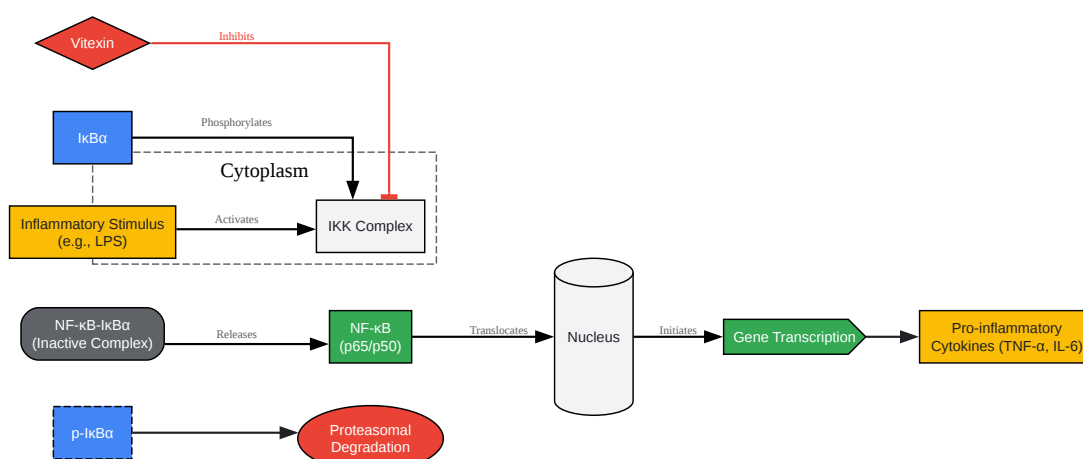 Vitexin
Inhibits
IκBα
Phosphorylates
Cytoplasm
Inflammatory Stimulus
(e.g., LPS)
Activates
IKK Complex
NF-κB-IκBα
(Inactive Complex)
Releases
NF-κB
(p65/p50)
Translocates
Nucleus
Initiates
Gene Transcription
Pro-inflammatory
Cytokines (TNF-α, IL-6)
p-IκBα
Proteasomal
Degradation